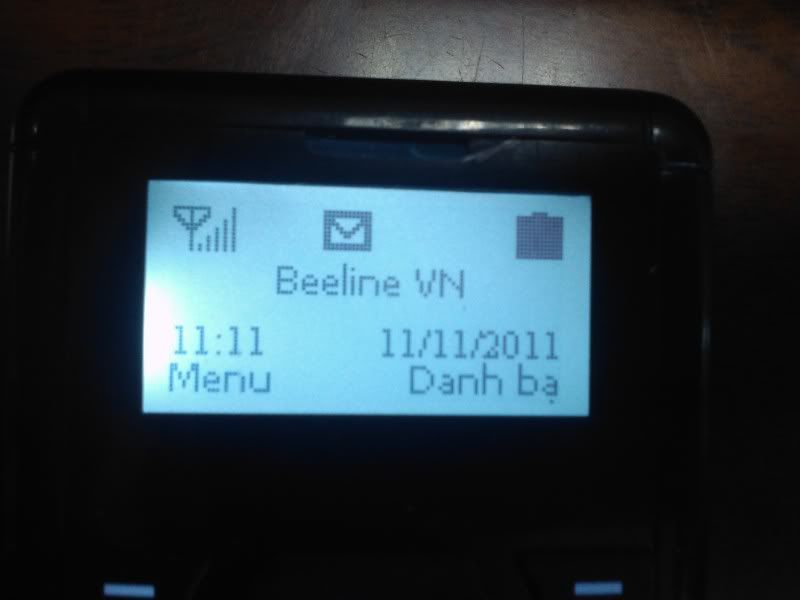 Beeline VN
11:11 11/11/2011
Menu Danh bạ